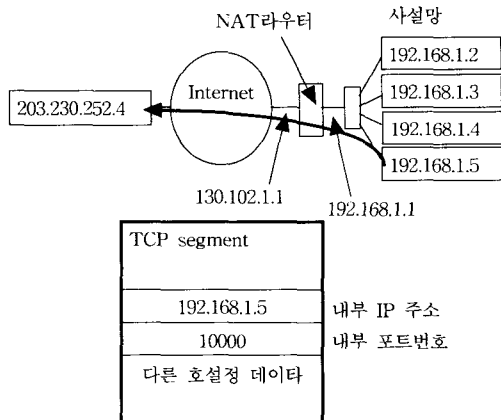 NAT라우터
사설망
192.168.1.2
192.168.1.3
192.168.1.4
192.168.1.5
Internet
203.230.252.4
130.102.1.1
192.168.1.1
TCP segment
192.168.1.5
내부 IP 주소
10000
내부 포트번호
다른 호설정 데이타